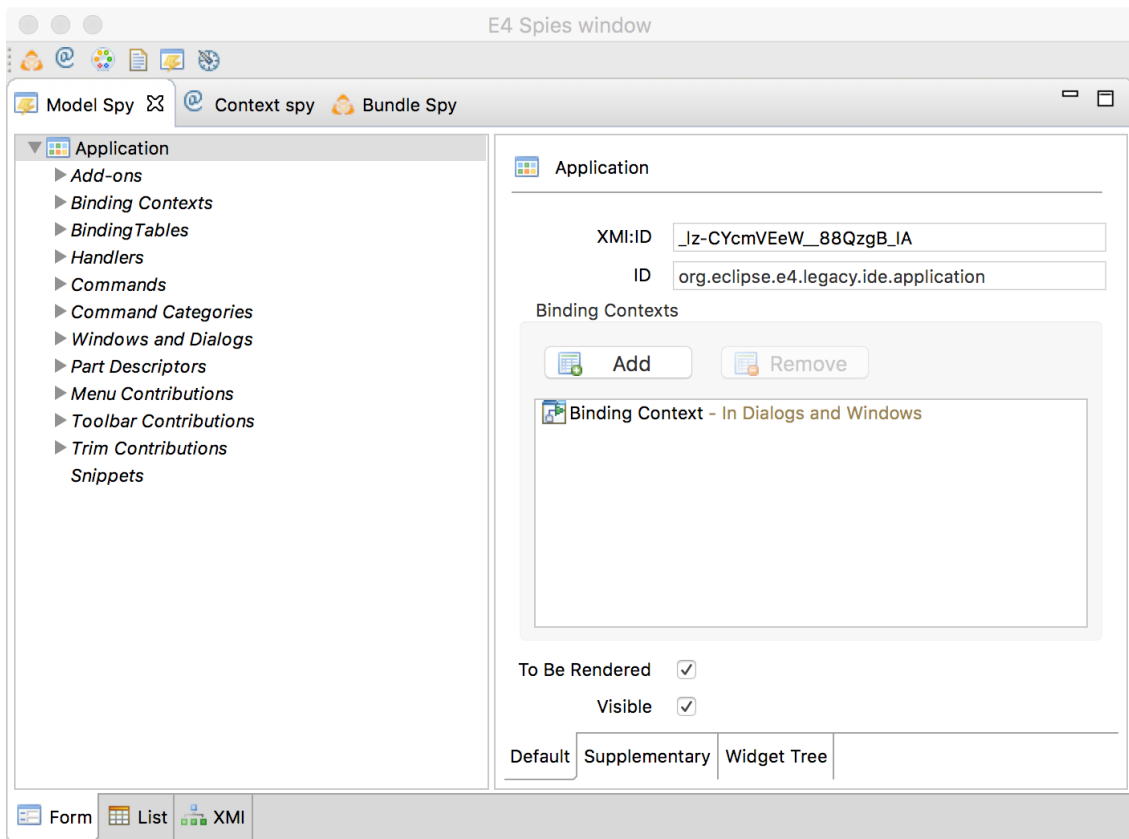 E4 Spies window
Model Spy
Context spy
Bundle Spy
Application
Add-ons
Binding Contexts
BindingTables
Handlers
Commands
Command Categories
Windows and Dialogs
Part Descriptors
Menu Contributions
Toolbar Contributions
Trim Contributions
Snippets
Application
XMI:ID _lz-CYcmVEeW__88QzgB_lA
ID org.eclipse.e4.legacy.ide.application
Binding Contexts
Add Remove
Binding Context - In Dialogs and Windows
To Be Rendered
Visible
Default Supplementary Widget Tree
Form List XMI